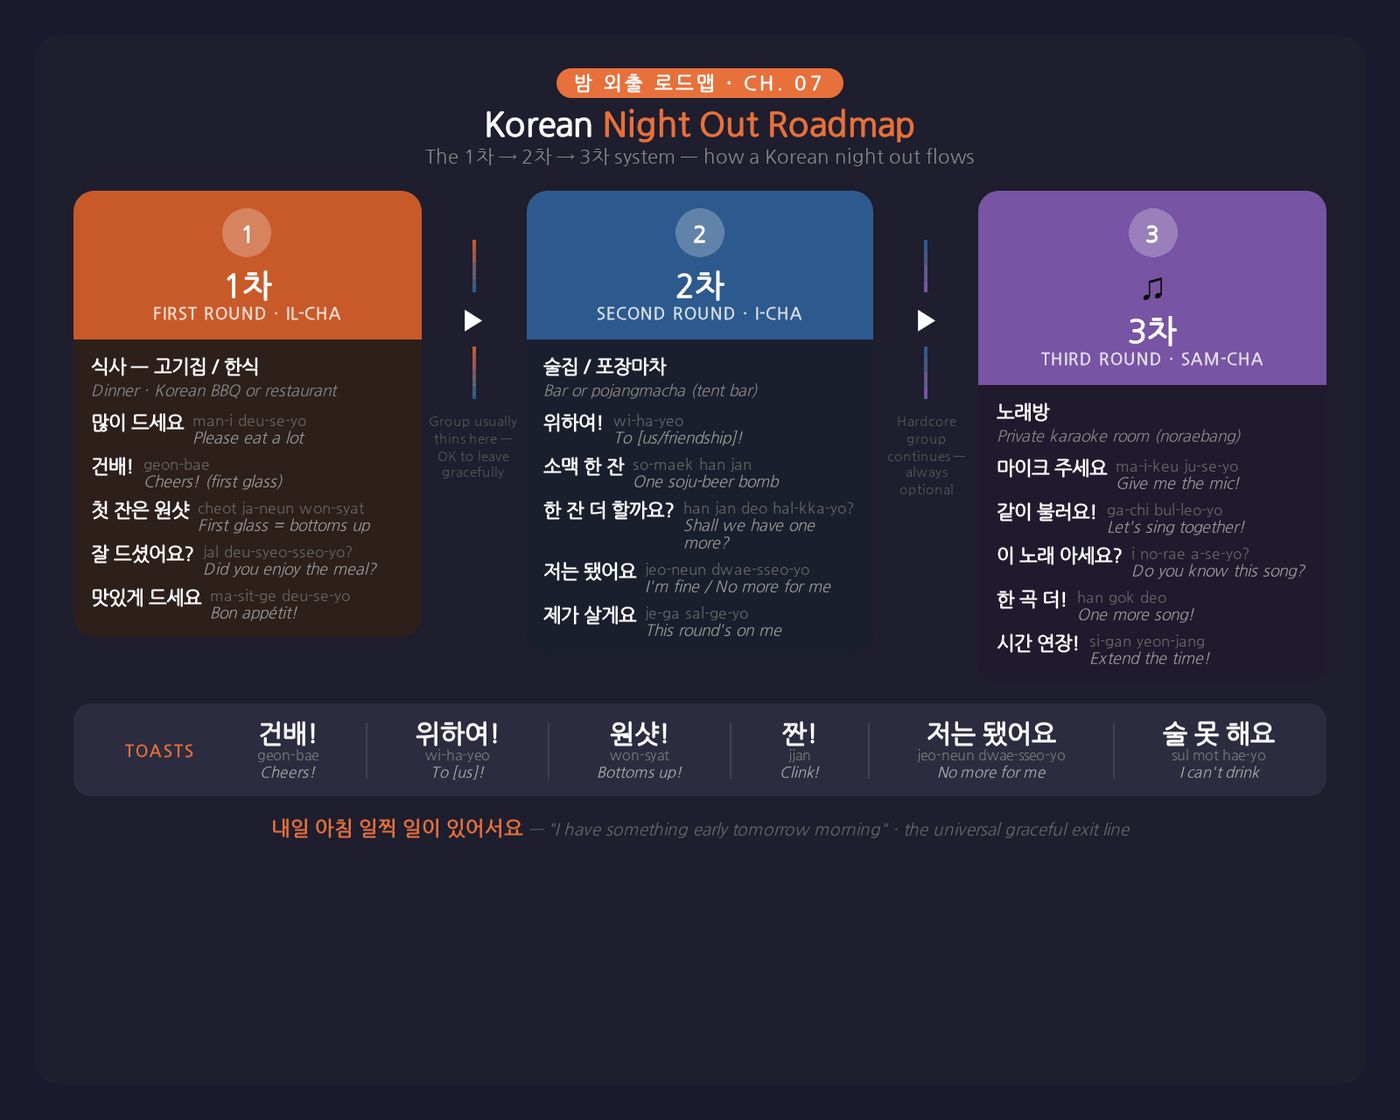 밤 외출 로드맵 · CH. 07
Korean Night Out Roadmap
The 1차 → 2차 → 3차 system — how a Korean night out flows
1
1차
FIRST ROUND · IL-CHA
식사 — 고기집 / 한식
Dinner · Korean BBQ or restaurant
많이 드세요 man-i deu-se-yo
Please eat a lot
건배! geon-bae
Cheers! (first glass)
첫 잔은 원샷 cheot ja-neun won-syat
First glass = bottoms up
잘 드셨어요? jal deu-syeo-sseo-yo?
Did you enjoy the meal?
맛있게 드세요 ma-sit-ge deu-se-yo
Bon appétit!
Group usually
thins here —
OK to leave
gracefully
2
2차
SECOND ROUND · I-CHA
술집 / 포장마차
Bar or pojangmacha (tent bar)
위하여! wi-ha-yeo
To [us/friendship]!
소맥 한 잔 so-maek han jan
One soju-beer bomb
한 잔 더 할까요? han jan deo hal-kka-yo?
Shall we have one
more?
저는 됐어요 jeo-neun dwae-sseo-yo
I'm fine / No more for me
제가 살게요 je-ga sal-ge-yo
This round's on me
Hardcore
group
continues —
always
optional
3
3차
THIRD ROUND · SAM-CHA
노래방
Private karaoke room (noraebang)
마이크 주세요 ma-i-keu ju-se-yo
Give me the mic!
같이 불러요! ga-chi bul-leo-yo
Let's sing together!
이 노래 아세요? i no-rae a-se-yo?
Do you know this song?
한 곡 더! han gok deo
One more song!
시간 연장! si-gan yeon-jang
Extend the time!
TOASTS
건배!
geon-bae
Cheers!
위하여!
wi-ha-yeo
To [us]!
원샷!
won-syat
Bottoms up!
짠!
jjan
Clink!
저는 됐어요
jeo-neun dwae-sseo-yo
No more for me
술 못 해요
sul mot hae-yo
I can't drink
내일 아침 일찍 일이 있어서요 — "I have something early tomorrow morning" · the universal graceful exit line